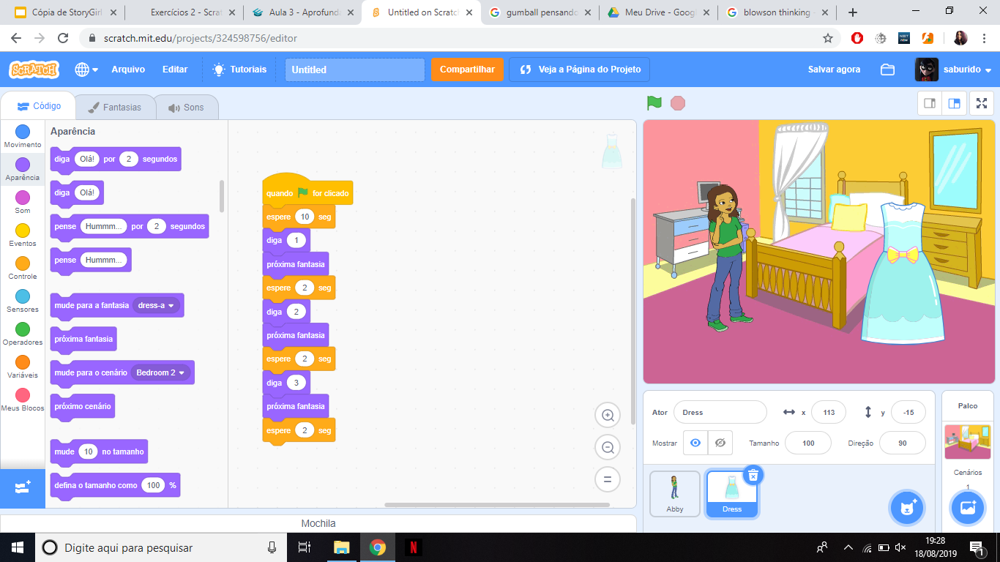 Cópia de StoryGirl
Exercícios 2 - Scrat
Aula 3 - Aprofunda
Untitled on Scratch
gumball pensando
Meu Drive - Goog
blowson thinking -
scratch.mit.edu/projects/324598756/editor
SCRATCH
Arquivo
Editar
Tutoriais
Untitled
Compartilhar
Veja a Página do Projeto
Salvar agora
saburido
Código
Fantasias
Sons
Movimento
Aparência
Som
Eventos
Controle
Sensores
Operadores
Variáveis
Meus Blocos
Aparência
diga Olá! por 2 segundos
diga Olá!
pense Hummm... por 2 segundos
pense Hummm...
mude para a fantasia dress-a
próxima fantasia
mude para o cenário Bedroom 2
próximo cenário
mude 10 no tamanho
defina o tamanho como 100 %
quando for clicado
espere 10 seg
diga 1
próxima fantasia
espere 2 seg
diga 2
próxima fantasia
espere 2 seg
diga 3
próxima fantasia
espere 2 seg
Ator Dress x 113 y -15
Mostrar Tamanho 100 Direção 90
Abby
Dress
Palco
Cenários
1
Mochila
Digite aqui para pesquisar
N
19:28
18/08/2019
1